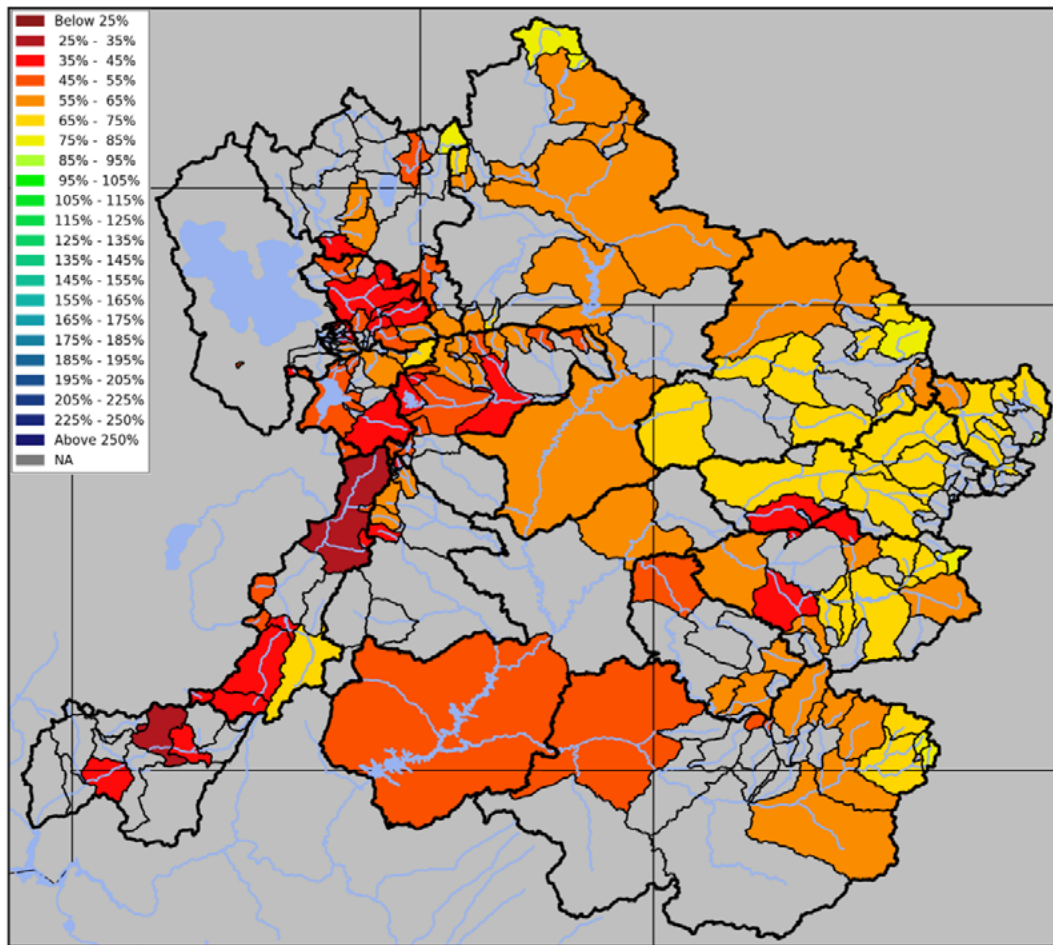 Below 25%
25% - 35%
35% - 45%
45% - 55%
55% - 65%
65% - 75%
75% - 85%
85% - 95%
95% - 105%
105% - 115%
115% - 125%
125% - 135%
135% - 145%
145% - 155%
155% - 165%
165% - 175%
175% - 185%
185% - 195%
195% - 205%
205% - 225%
225% - 250%
Above 250%
NA